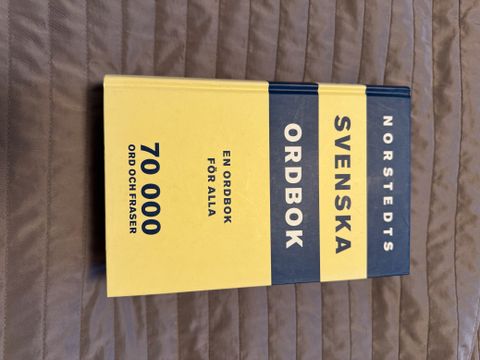 NORSTEDTS
SVENSKA
ORDBOK
EN ORDBOK
FÖR ALLA
70 000
ORD OCH FRASER